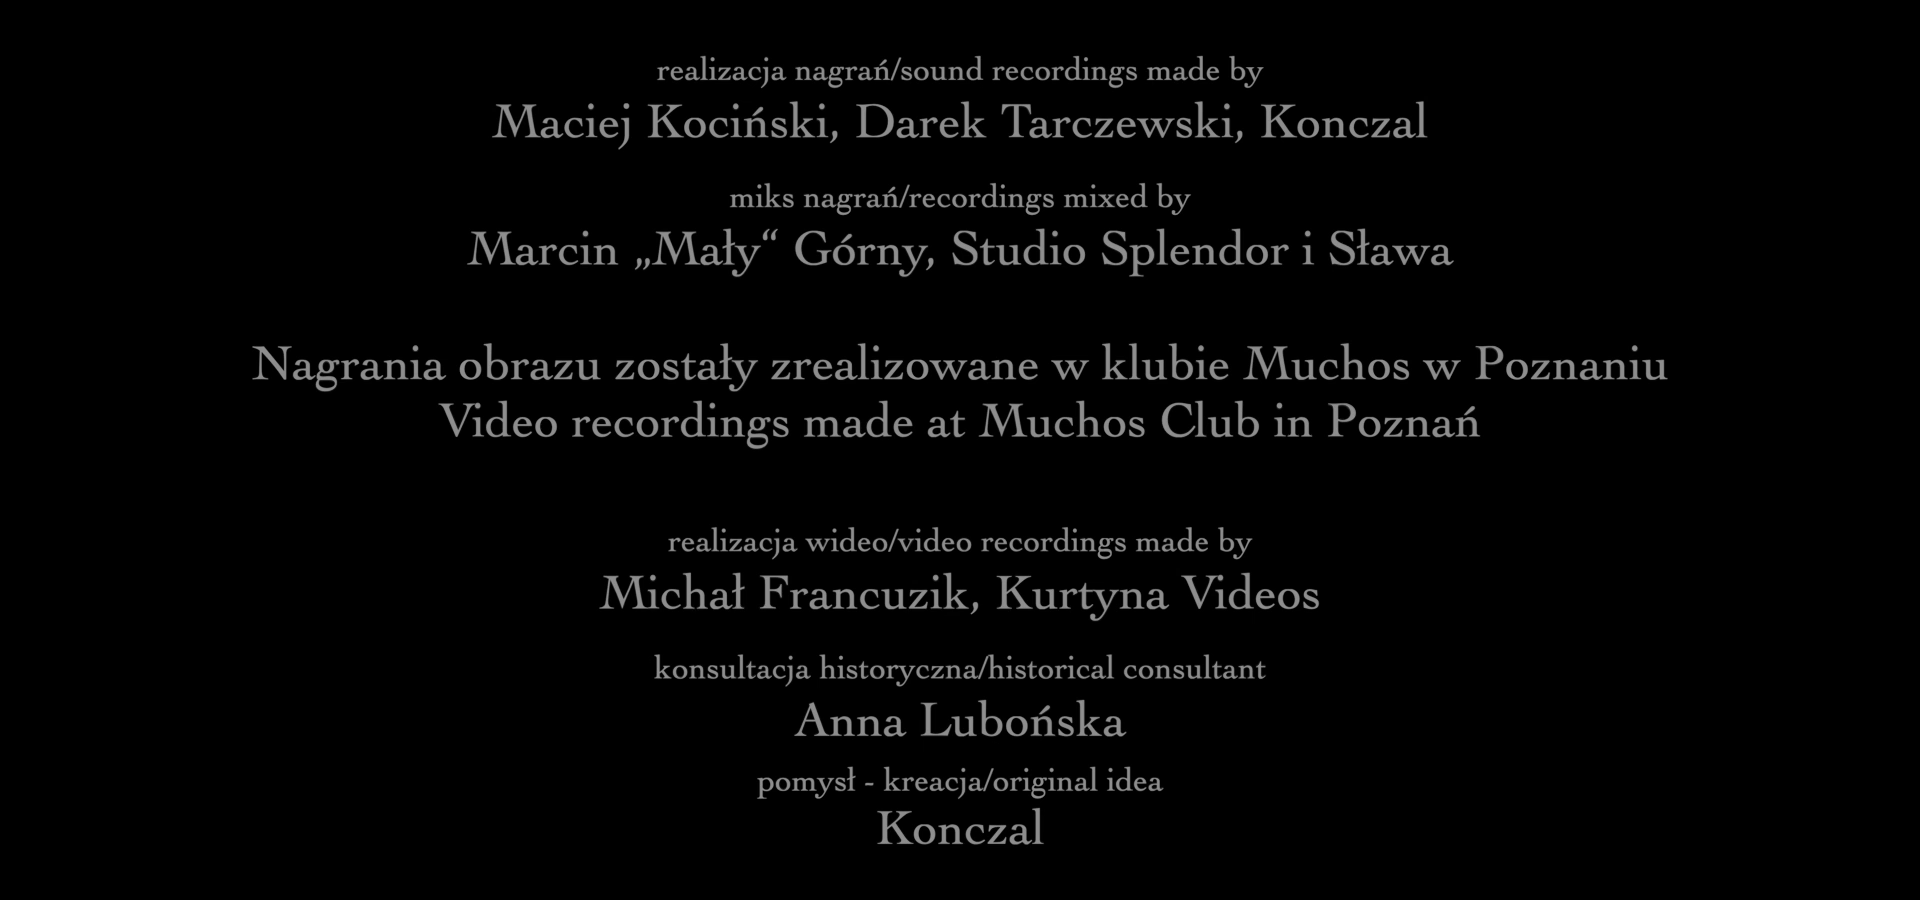 realizacja nagrań/sound recordings made by
Maciej Kociński, Darek Tarczewski, Konczal
miks nagrań/recordings mixed by
Marcin „Mały“ Górny, Studio Splendor i Sława
Nagrania obrazu zostały zrealizowane w klubie Muchos w Poznaniu
Video recordings made at Muchos Club in Poznań
realizacja wideo/video recordings made by
Michał Francuzik, Kurtyna Videos
konsultacja historyczna/historical consultant
Anna Lubońska
pomysł - kreacja/original idea
Konczal